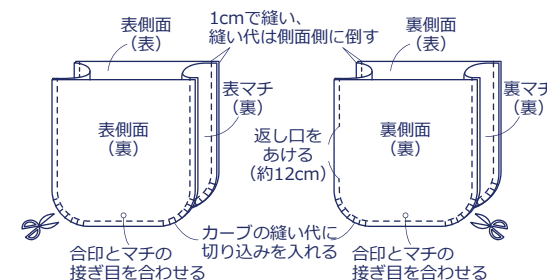 表側面
（表）
1cmで縫い、
縫い代は側面側に倒す
裏側面
（表）
表マチ
（裏）
裏マチ
（裏）
表側面
（裏）
返し口を
あける
（約12cm）
裏側面
（裏）
カーブの縫い代に
切り込みを入れる
合印とマチの
接ぎ目を合わせる
合印とマチの
接ぎ目を合わせる